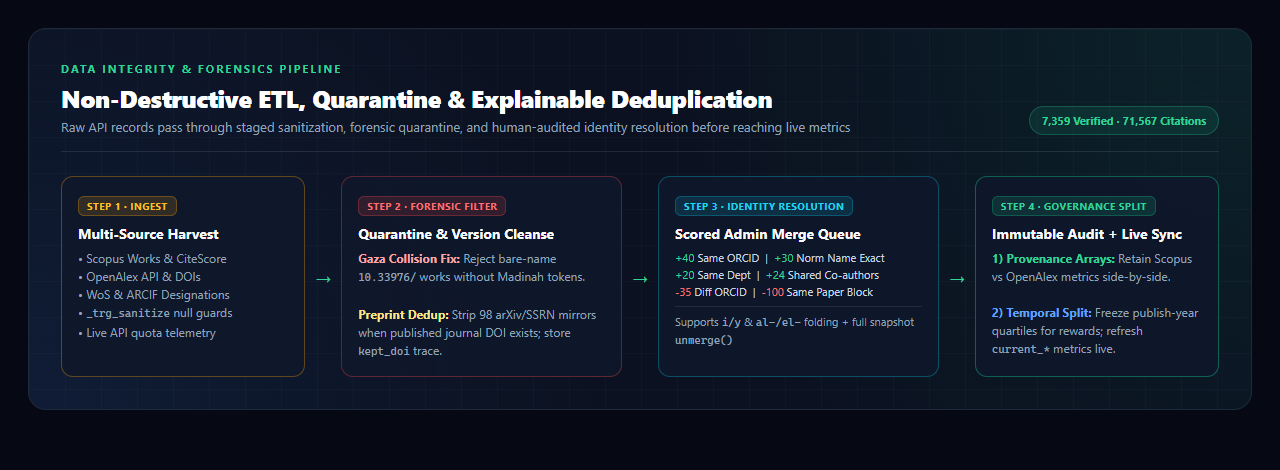 DATA INTEGRITY & FORENSICS PIPELINE
Non-Destructive ETL, Quarantine & Explainable Deduplication
Raw API records pass through staged sanitization, forensic quarantine, and human-audited identity resolution before reaching live metrics
7,359 Verified · 71,567 Citations
STEP 1 · INGEST
Multi-Source Harvest
• Scopus Works & CiteScore
• OpenAlex API & DOIs
• WoS & ARCIF Designations
• _trg_sanitize null guards
• Live API quota telemetry
→
STEP 2 · FORENSIC FILTER
Quarantine & Version Cleanse
Gaza Collision Fix: Reject bare-name
10.33976/ works without Madinah tokens.
Preprint Dedup: Strip 98 arXiv/SSRN mirrors
when published journal DOI exists; store
kept_doi trace.
→
STEP 3 · IDENTITY RESOLUTION
Scored Admin Merge Queue
+40 Same ORCID | +30 Norm Name Exact
+20 Same Dept | +24 Shared Co-authors
-35 Diff ORCID | -100 Same Paper Block
Supports i/y & al-/el- folding + full snapshot
unmerge()
→
STEP 4 · GOVERNANCE SPLIT
Immutable Audit + Live Sync
1) Provenance Arrays: Retain Scopus
vs OpenAlex metrics side-by-side.
2) Temporal Split: Freeze publish-year
quartiles for rewards; refresh
current_* metrics live.